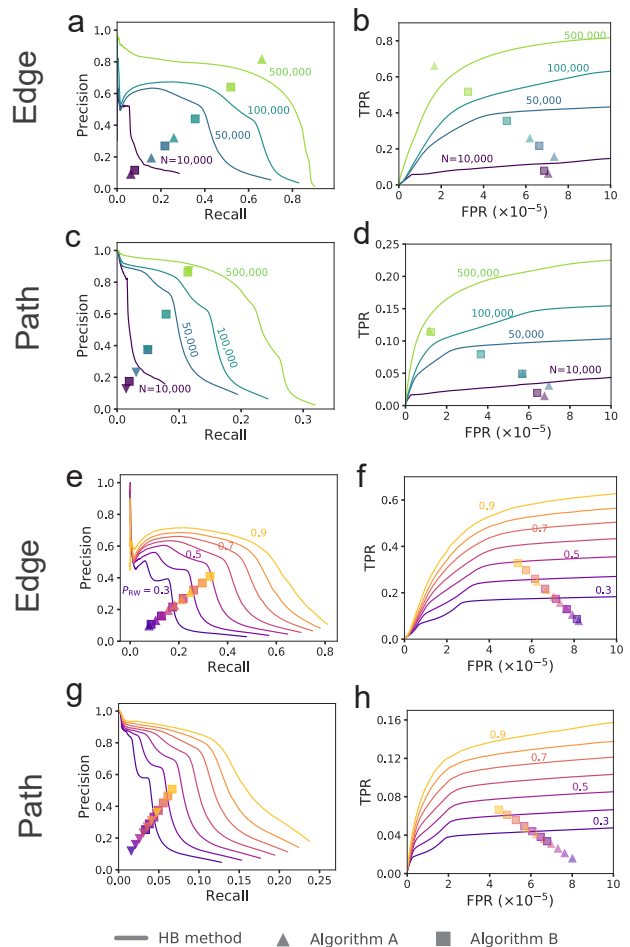 a
Edge
Precision
1.0
0.8
0.6
0.4
0.2
0.0
500,000
100,000
50,000
N=10,000
0.0 0.2 0.4 0.6 0.8 1.0
Recall
b
TPR
0.8
0.6
0.4
0.2
0.0
500,000
100,000
50,000
N=10,000
0 2 4 6 8 10
FPR (×10⁻⁵)
c
Path
Precision
1.0
0.8
0.6
0.4
0.2
0.0
500,000
100,000
50,000
N=10,000
0.0 0.1 0.2 0.3
Recall
d
TPR
0.25
0.20
0.15
0.10
0.05
0.00
500,000
100,000
50,000
N=10,000
0 2 4 6 8 10
FPR (×10⁻⁵)
e
Edge
Precision
1.0
0.8
0.6
0.4
0.2
0.0
0.9
0.7
0.5
P_RW = 0.3
0.0 0.2 0.4 0.6 0.8
Recall
f
TPR
0.6
0.4
0.2
0.0
0.9
0.7
0.5
0.3
0 2 4 6 8 10
FPR (×10⁻⁵)
g
Path
Precision
1.0
0.8
0.6
0.4
0.2
0.0
0.00 0.05 0.10 0.15 0.20 0.25
Recall
h
TPR
0.16
0.12
0.08
0.04
0.00
0.9
0.7
0.5
0.3
0 2 4 6 8 10
FPR (×10⁻⁵)
HB method Algorithm A Algorithm B